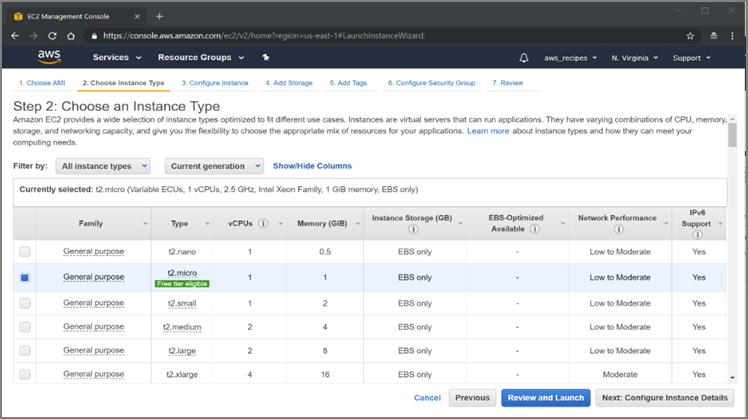 EC2 Management Console
https://console.aws.amazon.com/ec2/v2/home?region=us-east-1#LaunchInstanceWizard:
aws Services Resource Groups aws_recipes N. Virginia Support
1. Choose AMI 2. Choose Instance Type 3. Configure Instance 4. Add Storage 5. Add Tags 6. Configure Security Group 7. Review
Step 2: Choose an Instance Type
Amazon EC2 provides a wide selection of instance types optimized to fit different use cases. Instances are virtual servers that can run applications. They have varying combinations of CPU, memory,
storage, and networking capacity, and give you the flexibility to choose the appropriate mix of resources for your applications. Learn more about instance types and how they can meet your
computing needs.
Filter by: All instance types Current generation Show/Hide Columns
Currently selected: t2.micro (Variable ECUs, 1 vCPUs, 2.5 GHz, Intel Xeon Family, 1 GiB memory, EBS only)
Family Type vCPUs Memory (GiB) Instance Storage (GB) EBS-Optimized Available Network Performance IPv6 Support
General purpose t2.nano 1 0.5 EBS only - Low to Moderate Yes
General purpose t2.micro Free tier eligible 1 1 EBS only - Low to Moderate Yes
General purpose t2.small 1 2 EBS only - Low to Moderate Yes
General purpose t2.medium 2 4 EBS only - Low to Moderate Yes
General purpose t2.large 2 8 EBS only - Low to Moderate Yes
General purpose t2.xlarge 4 16 EBS only - Moderate Yes
Cancel Previous Review and Launch Next: Configure Instance Details